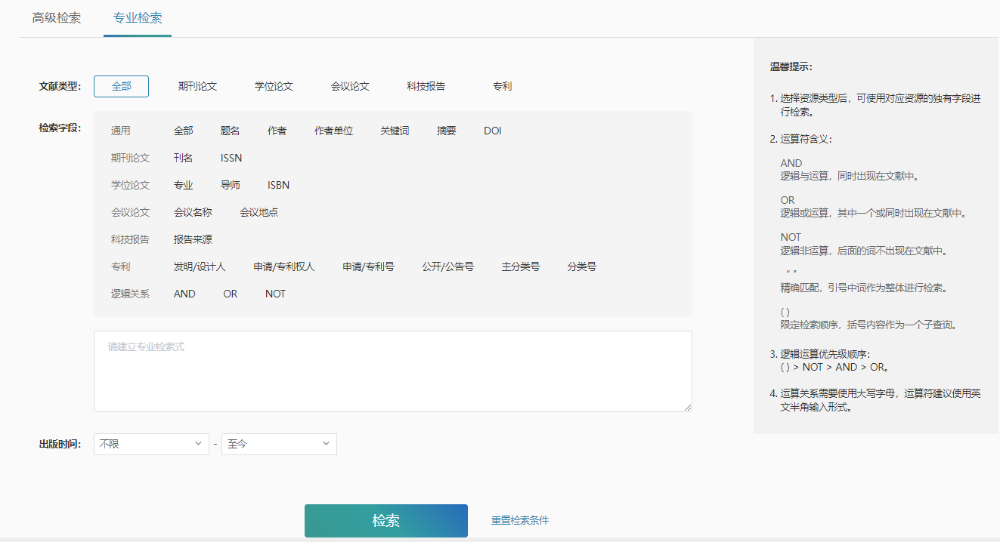 高级检索 专业检索
文献类型: 全部 期刊论文 学位论文 会议论文 科技报告 专利
检索字段:
通用 全部 题名 作者 作者单位 关键词 摘要 DOI
期刊论文 刊名 ISSN
学位论文 专业 导师 ISBN
会议论文 会议名称 会议地点
科技报告 报告来源
专利 发明/设计人 申请/专利权人 申请/专利号 公开/公告号 主分类号 分类号
逻辑关系 AND OR NOT
请建立专业检索式
出版时间: 不限 - 至今
检索 重置检索条件
温馨提示:
1. 选择资源类型后，可使用对应资源的独有字段进
行检索。
2. 运算符含义:
AND
逻辑与运算，同时出现在文献中。
OR
逻辑或运算，其中一个或同时出现在文献中。
NOT
逻辑非运算，后面的词不出现在文献中。
“ ”
精确匹配，引号中词作为整体进行检索。
( )
限定检索顺序，括号内容作为一个子查询。
3. 逻辑运算优先级顺序:
( ) > NOT > AND > OR。
4. 运算关系需要使用大写字母，运算符建议使用英
文半角输入形式。